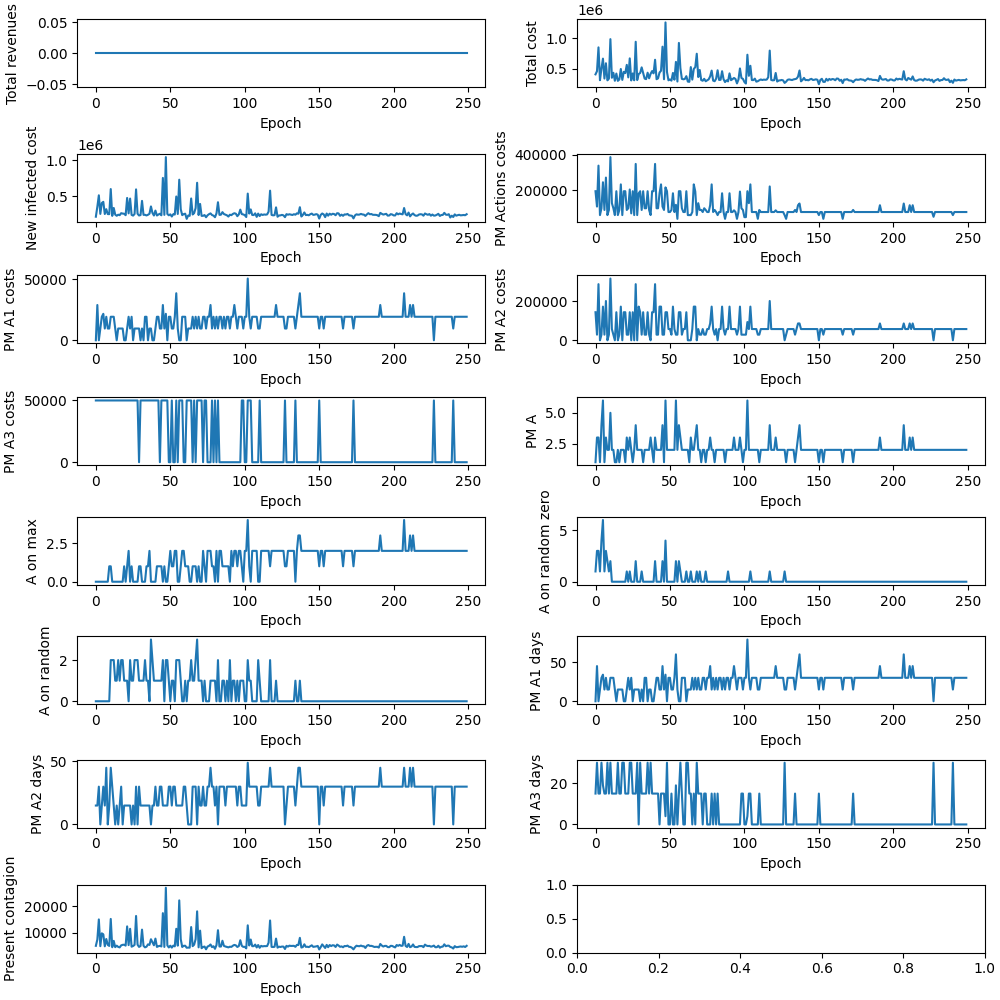 Total revenues
0.05
0.00
−0.05
0 50 100 150 200 250
Epoch
Total cost
1e6
1.0
0.5
0 50 100 150 200 250
Epoch
New infected cost
1e6
1.0
0.5
0 50 100 150 200 250
Epoch
PM Actions costs
400000
200000
0 50 100 150 200 250
Epoch
PM A1 costs
50000
0
0 50 100 150 200 250
Epoch
PM A2 costs
200000
0
0 50 100 150 200 250
Epoch
PM A3 costs
50000
0
0 50 100 150 200 250
Epoch
PM A
5.0
2.5
0 50 100 150 200 250
Epoch
A on max
2.5
0.0
0 50 100 150 200 250
Epoch
A on random zero
5
0
0 50 100 150 200 250
Epoch
A on random
2
0
0 50 100 150 200 250
Epoch
PM A1 days
50
0
0 50 100 150 200 250
Epoch
PM A2 days
50
0
0 50 100 150 200 250
Epoch
PM A3 days
20
0
0 50 100 150 200 250
Epoch
Present contagion
20000
10000
0 50 100 150 200 250
Epoch
1.0
0.5
0.0
0.0 0.2 0.4 0.6 0.8 1.0